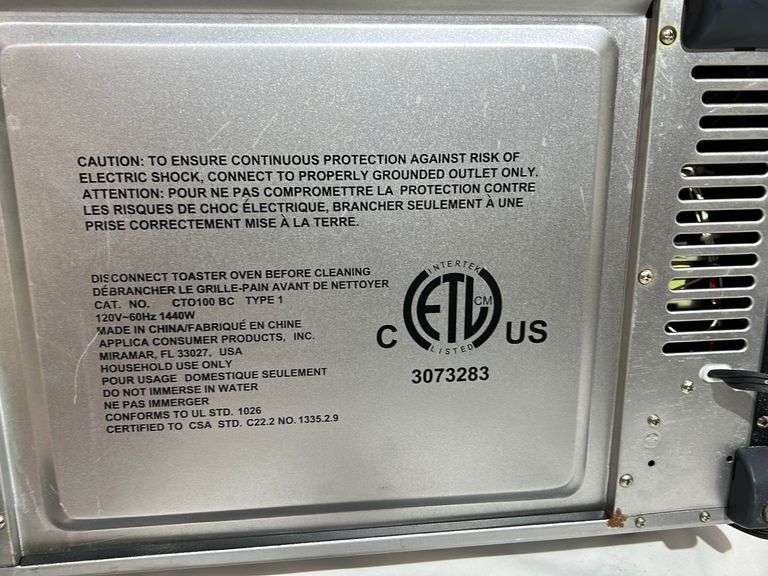 CAUTION: TO ENSURE CONTINUOUS PROTECTION AGAINST RISK OF
ELECTRIC SHOCK, CONNECT TO PROPERLY GROUNDED OUTLET ONLY.
ATTENTION: POUR NE PAS COMPROMETTRE LA PROTECTION CONTRE
LES RISQUES DE CHOC ÉLECTRIQUE, BRANCHER SEULEMENT À UNE
PRISE CORRECTEMENT MISE À LA TERRE.
DISCONNECT TOASTER OVEN BEFORE CLEANING
DÉBRANCHER LE GRILLE-PAIN AVANT DE NETTOYER
CAT. NO. CTO100 BC TYPE 1
120V~60Hz 1440W
MADE IN CHINA/FABRIQUÉ EN CHINE
APPLICA CONSUMER PRODUCTS, INC.
MIRAMAR, FL 33027, USA
HOUSEHOLD USE ONLY
POUR USAGE DOMESTIQUE SEULEMENT
DO NOT IMMERSE IN WATER
NE PAS IMMERGER
CONFORMS TO UL STD. 1026
CERTIFIED TO CSA STD. C22.2 NO. 1335.2.9
INTERTEK
ETL CM
C US
LISTED
3073283